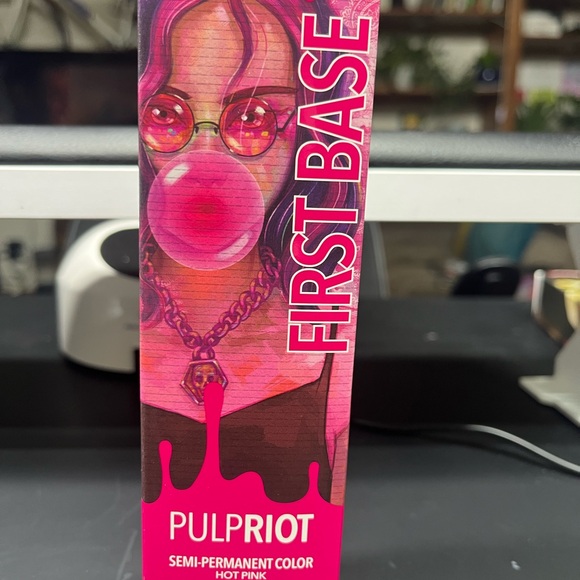 FIRST BASE
PULPRIOT
SEMI-PERMANENT COLOR
HOT PINK